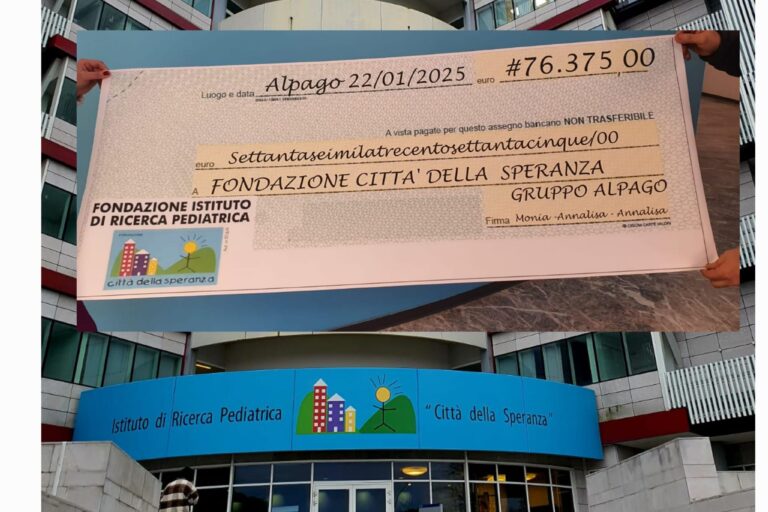 Luogo e data Alpago 22/01/2025 euro #76.375 00
A vista pagate per questo assegno bancario NON TRASFERIBILE
euro Settantaseimilatrecentosettantacinque/00
A FONDAZIONE CITTA' DELLA SPERANZA
GRUPPO ALPAGO
Firma Monia - Annalisa - Annalisa
FONDAZIONE ISTITUTO
DI RICERCA PEDIATRICA
FONDAZIONE
città della speranza
Istituto di Ricerca Pediatrica "Città della Speranza"